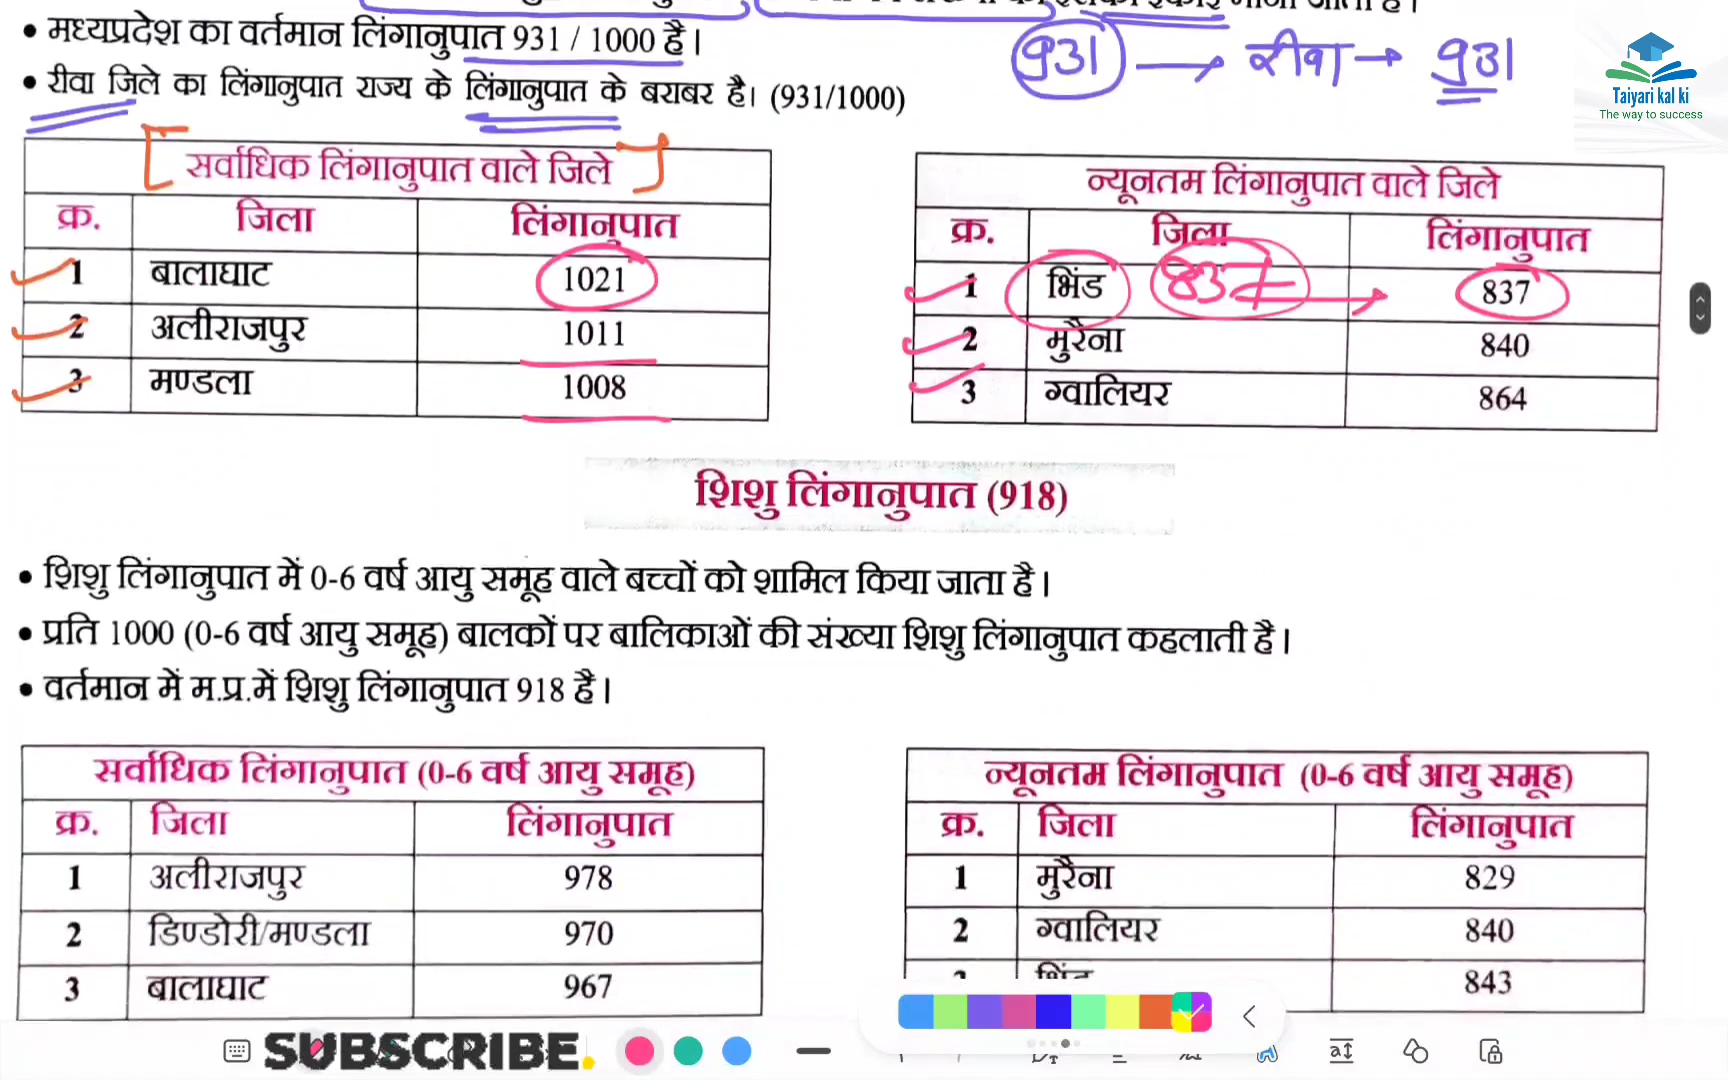 • मध्यप्रदेश का वर्तमान लिंगानुपात 931 / 1000 है।
931 → रीवा → 931
Taiyari kal ki
The way to success
• रीवा जिले का लिंगानुपात राज्य के लिंगानुपात के बराबर है। (931/1000)
सर्वाधिक लिंगानुपात वाले जिले
क्र. जिला लिंगानुपात
1 बालाघाट 1021
2 अलीराजपुर 1011
3 मण्डला 1008
न्यूनतम लिंगानुपात वाले जिले
क्र. जिला लिंगानुपात
1 भिंड 837 → 837
2 मुरैना 840
3 ग्वालियर 864
शिशु लिंगानुपात (918)
• शिशु लिंगानुपात में 0-6 वर्ष आयु समूह वाले बच्चों को शामिल किया जाता है।
• प्रति 1000 (0-6 वर्ष आयु समूह) बालकों पर बालिकाओं की संख्या शिशु लिंगानुपात कहलाती है।
• वर्तमान में म.प्र.में शिशु लिंगानुपात 918 है।
सर्वाधिक लिंगानुपात (0-6 वर्ष आयु समूह)
क्र. जिला लिंगानुपात
1 अलीराजपुर 978
2 डिण्डोरी/मण्डला 970
3 बालाघाट 967
न्यूनतम लिंगानुपात (0-6 वर्ष आयु समूह)
क्र. जिला लिंगानुपात
1 मुरैना 829
2 ग्वालियर 840
843
SUBSCRIBE.